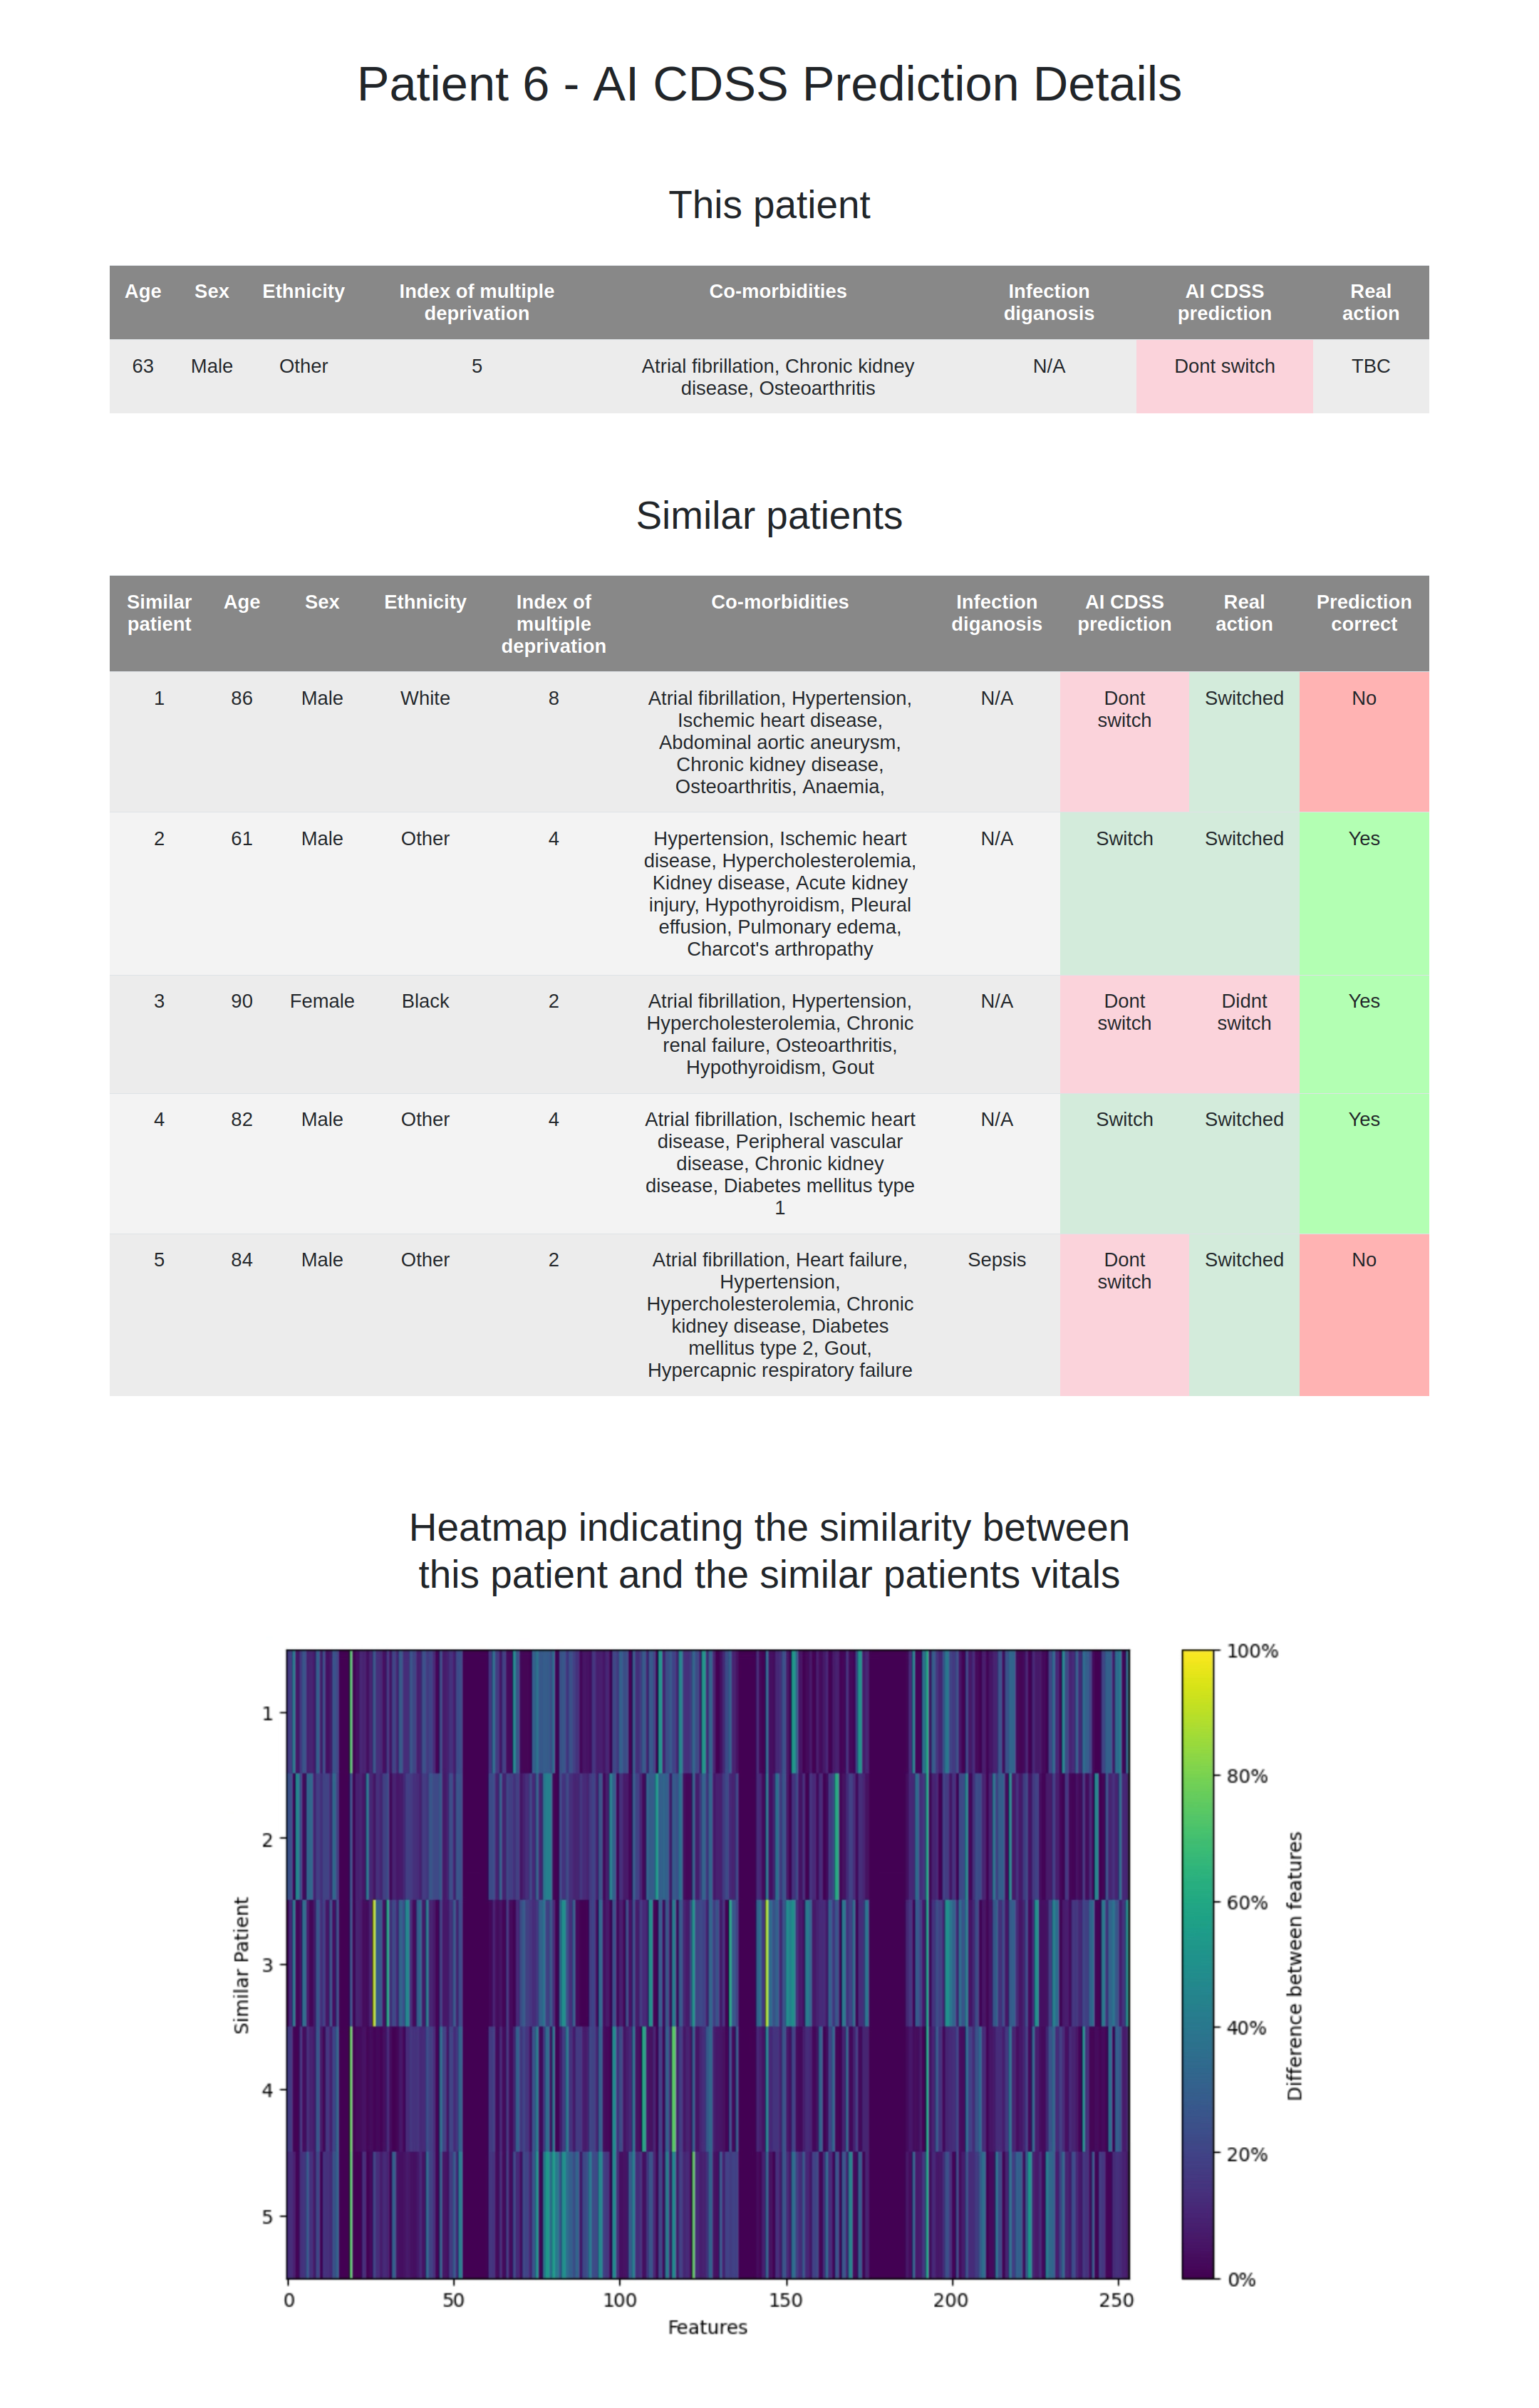 Patient 6 - AI CDSS Prediction Details
This patient
Age Sex Ethnicity Index of multiple deprivation Co-morbidities Infection diganosis AI CDSS prediction Real action
63 Male Other 5 Atrial fibrillation, Chronic kidney disease, Osteoarthritis N/A Dont switch TBC
Similar patients
Similar patient Age Sex Ethnicity Index of multiple deprivation Co-morbidities Infection diganosis AI CDSS prediction Real action Prediction correct
1 86 Male White 8 Atrial fibrillation, Hypertension, Ischemic heart disease, Abdominal aortic aneurysm, Chronic kidney disease, Osteoarthritis, Anaemia, N/A Dont switch Switched No
2 61 Male Other 4 Hypertension, Ischemic heart disease, Hypercholesterolemia, Kidney disease, Acute kidney injury, Hypothyroidism, Pleural effusion, Pulmonary edema, Charcot's arthropathy N/A Switch Switched Yes
3 90 Female Black 2 Atrial fibrillation, Hypertension, Hypercholesterolemia, Chronic renal failure, Osteoarthritis, Hypothyroidism, Gout N/A Dont switch Didnt switch Yes
4 82 Male Other 4 Atrial fibrillation, Ischemic heart disease, Peripheral vascular disease, Chronic kidney disease, Diabetes mellitus type 1 N/A Switch Switched Yes
5 84 Male Other 2 Atrial fibrillation, Heart failure, Hypertension, Hypercholesterolemia, Chronic kidney disease, Diabetes mellitus type 2, Gout, Hypercapnic respiratory failure Sepsis Dont switch Switched No
Heatmap indicating the similarity between
this patient and the similar patients vitals
Similar Patient
1
2
3
4
5
0 50 100 150 200 250
Features
100%
80%
60%
40%
20%
0%
Difference between features